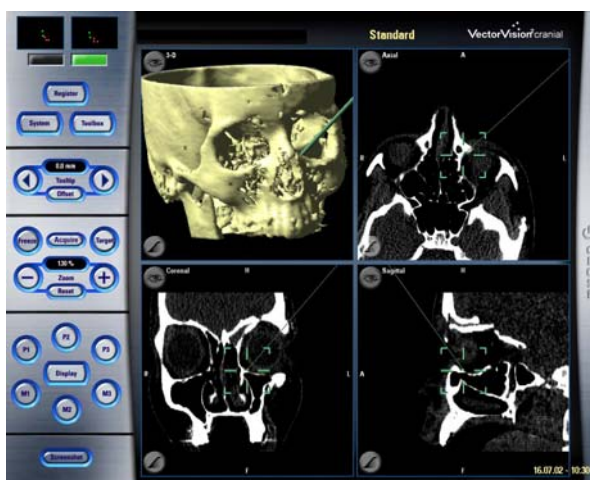 Standard
VectorVision cranial
3-D
Axial
A
Register
System
Toolbox
R
L
0.0 mm
Tooltip
Offset
Freeze
Acquire
Target
130 %
Zoom
Reset
Coronal
H
Sagittal
H
P1
P2
P3
Display
M1
M2
M3
R
L
A
Screenshot
F
F
16.07.02 - 10:30